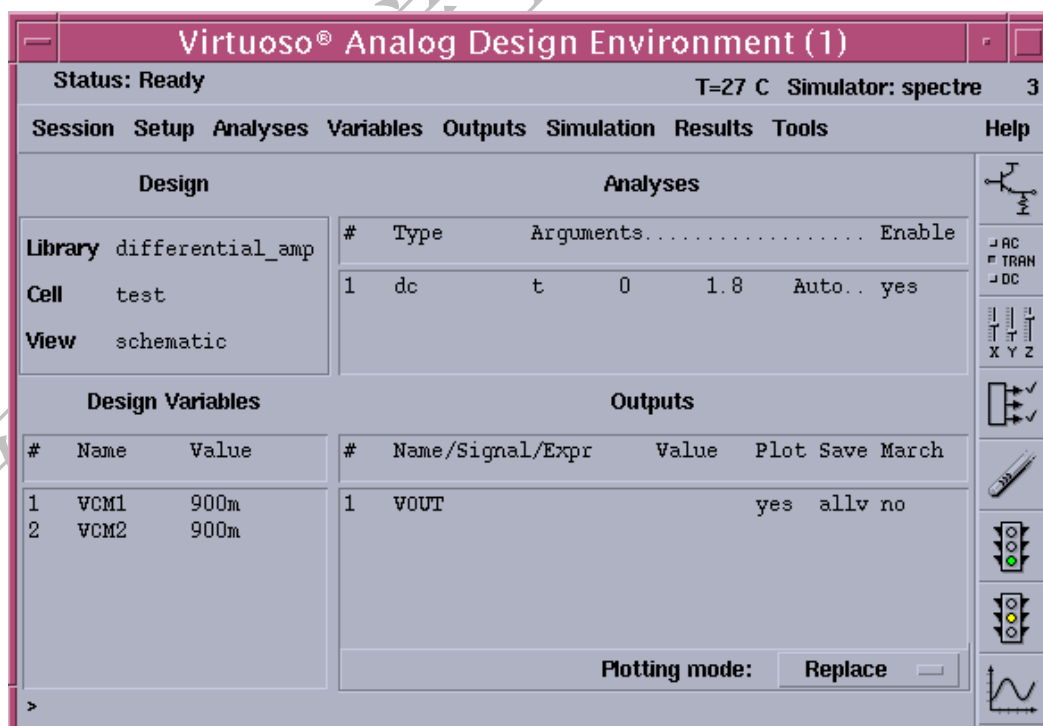 Virtuoso® Analog Design Environment (1)
Status: Ready T=27 C Simulator: spectre 3
Session Setup Analyses Variables Outputs Simulation Results Tools Help
Design
Library differential_amp
Cell test
View schematic
Analyses
# Type Arguments................... Enable
1 dc t 0 1.8 Auto.. yes
Design Variables
# Name Value
1 VCM1 900m
2 VCM2 900m
Outputs
# Name/Signal/Expr Value Plot Save March
1 VOUT yes allv no
Plotting mode: Replace
>
AC
TRAN
DC
X Y Z